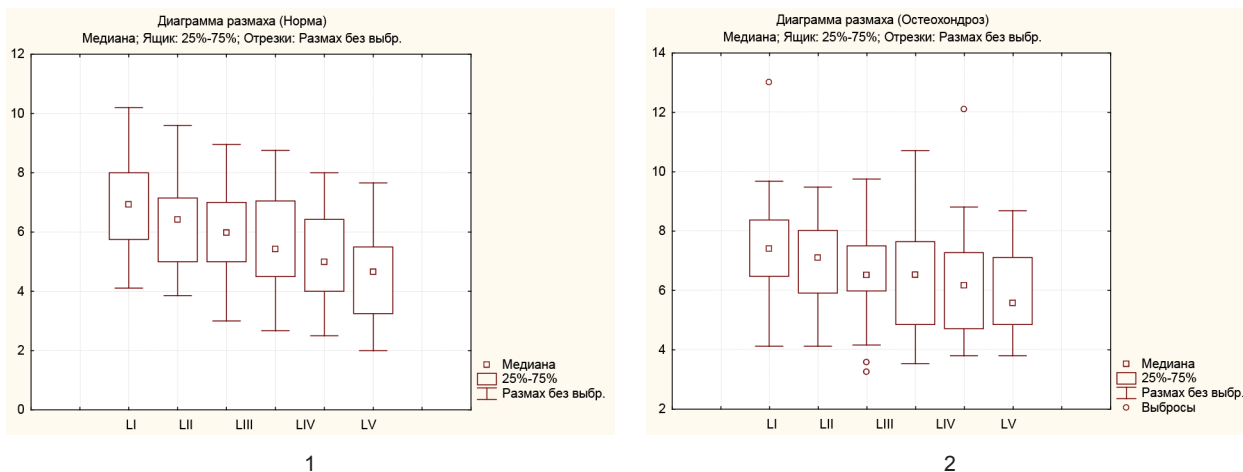 Диаграмма размаха (Норма)
Медиана; Ящик: 25%-75%; Отрезки: Размах без выбр.
12
10
8
6
4
2
0
LI LII LIII LIV LV
Медиана
25%-75%
Размах без выбр.
1
Диаграмма размаха (Остеохондроз)
Медиана; Ящик: 25%-75%; Отрезки: Размах без выбр.
14
12
10
8
6
4
2
LI LII LIII LIV LV
Медиана
25%-75%
Размах без выбр.
Выбросы
2